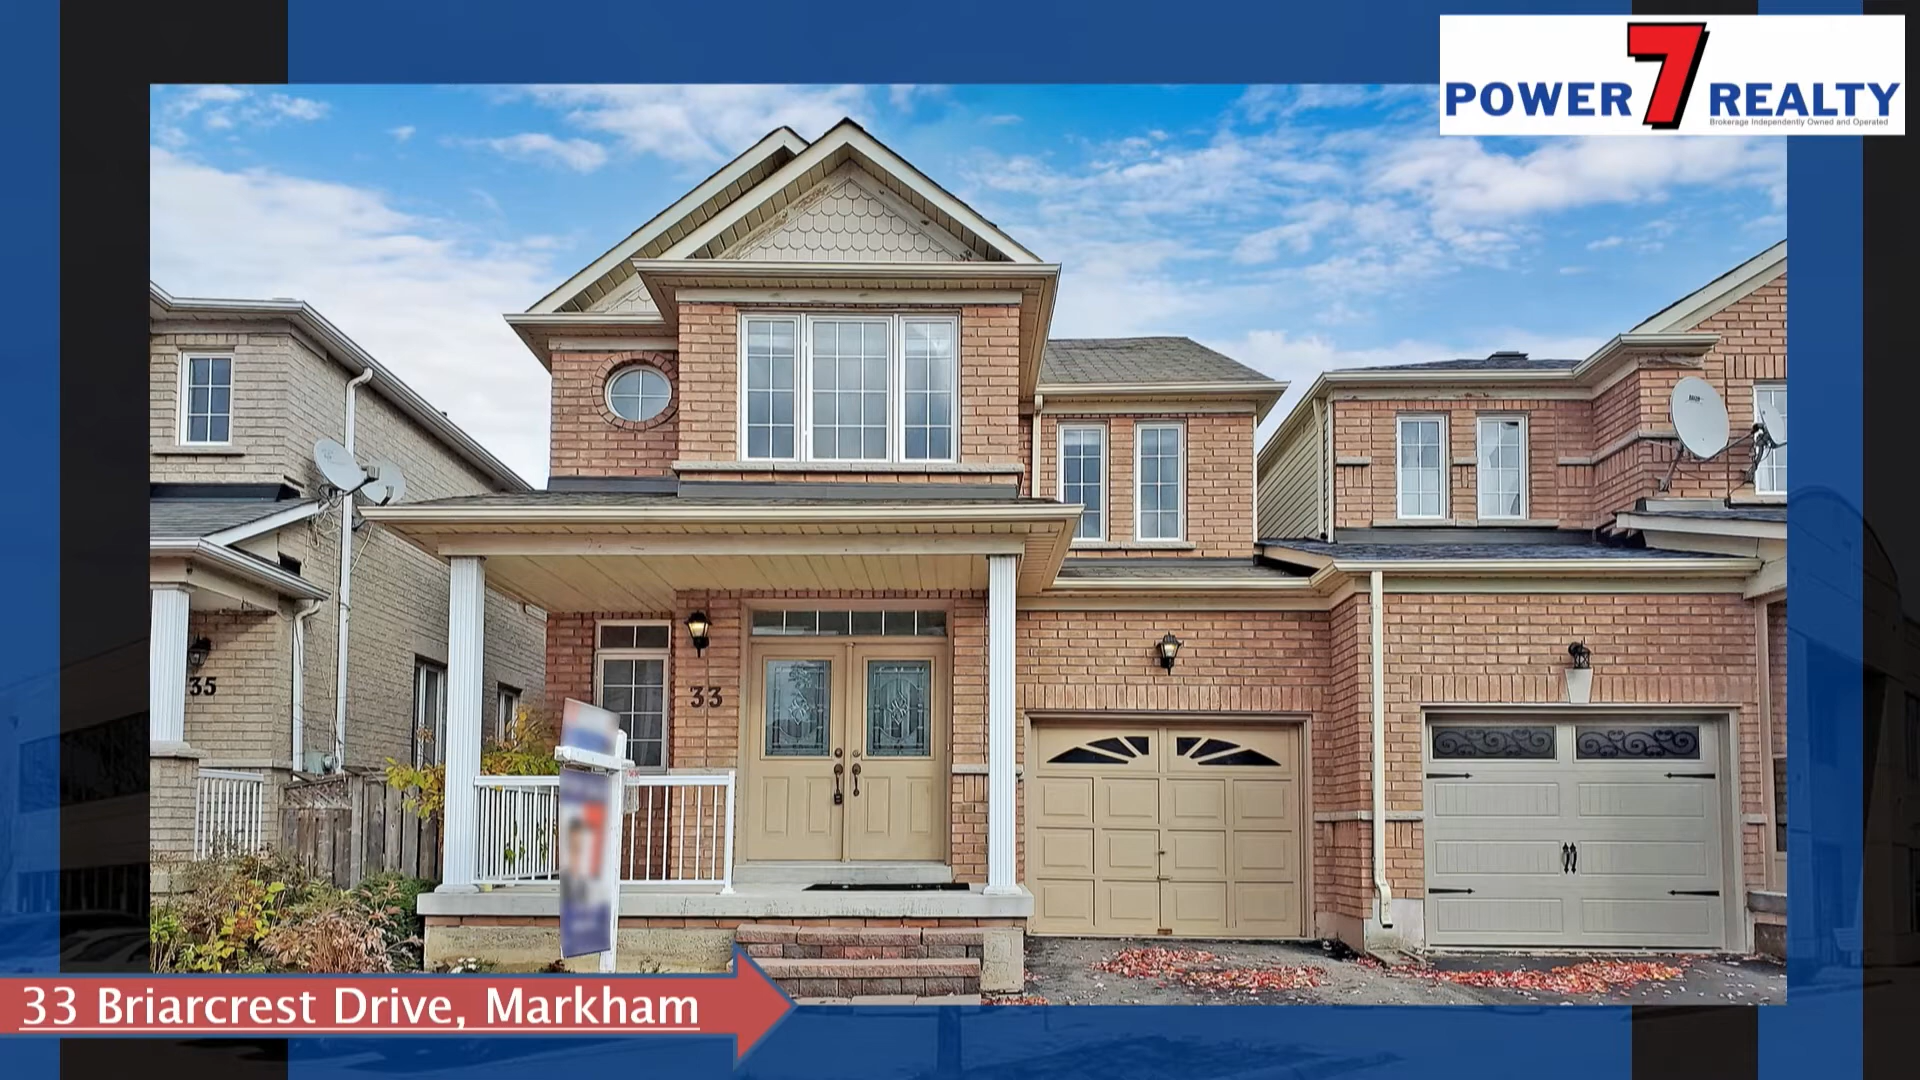 POWER 7 REALTY
Brokerage Independently Owned and Operated
35
33
33 Briarcrest Drive, Markham